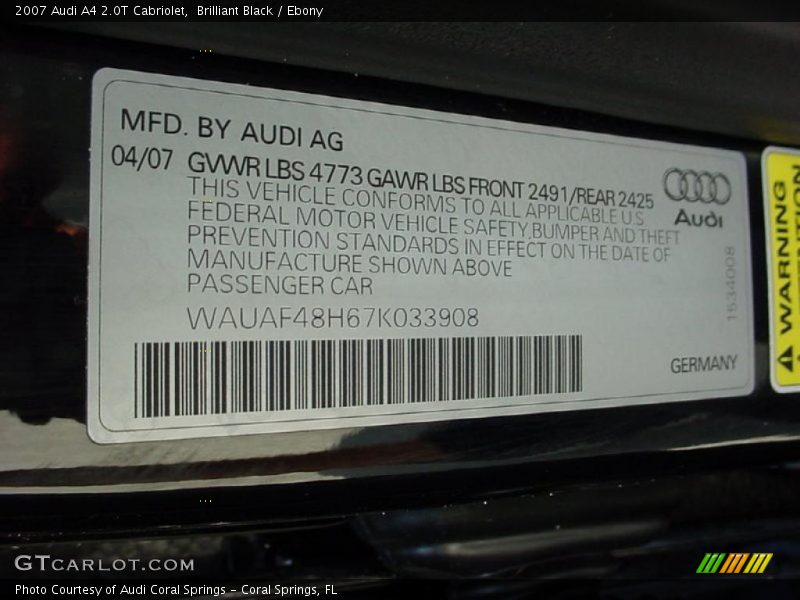 2007 Audi A4 2.0T Cabriolet,  Brilliant Black / Ebony
MFD. BY AUDI AG
04/07 GVWR LBS 4773 GAWR LBS FRONT 2491/REAR 2425
THIS VEHICLE CONFORMS TO ALL APPLICABLE U.S.
FEDERAL MOTOR VEHICLE SAFETY,BUMPER AND THEFT
PREVENTION STANDARDS IN EFFECT ON THE DATE OF
MANUFACTURE SHOWN ABOVE
PASSENGER CAR
WAUAF48H67K033908
Audi
1534008
GERMANY
WARNING
GTCARLOT.COM
Photo Courtesy of Audi Coral Springs - Coral Springs, FL